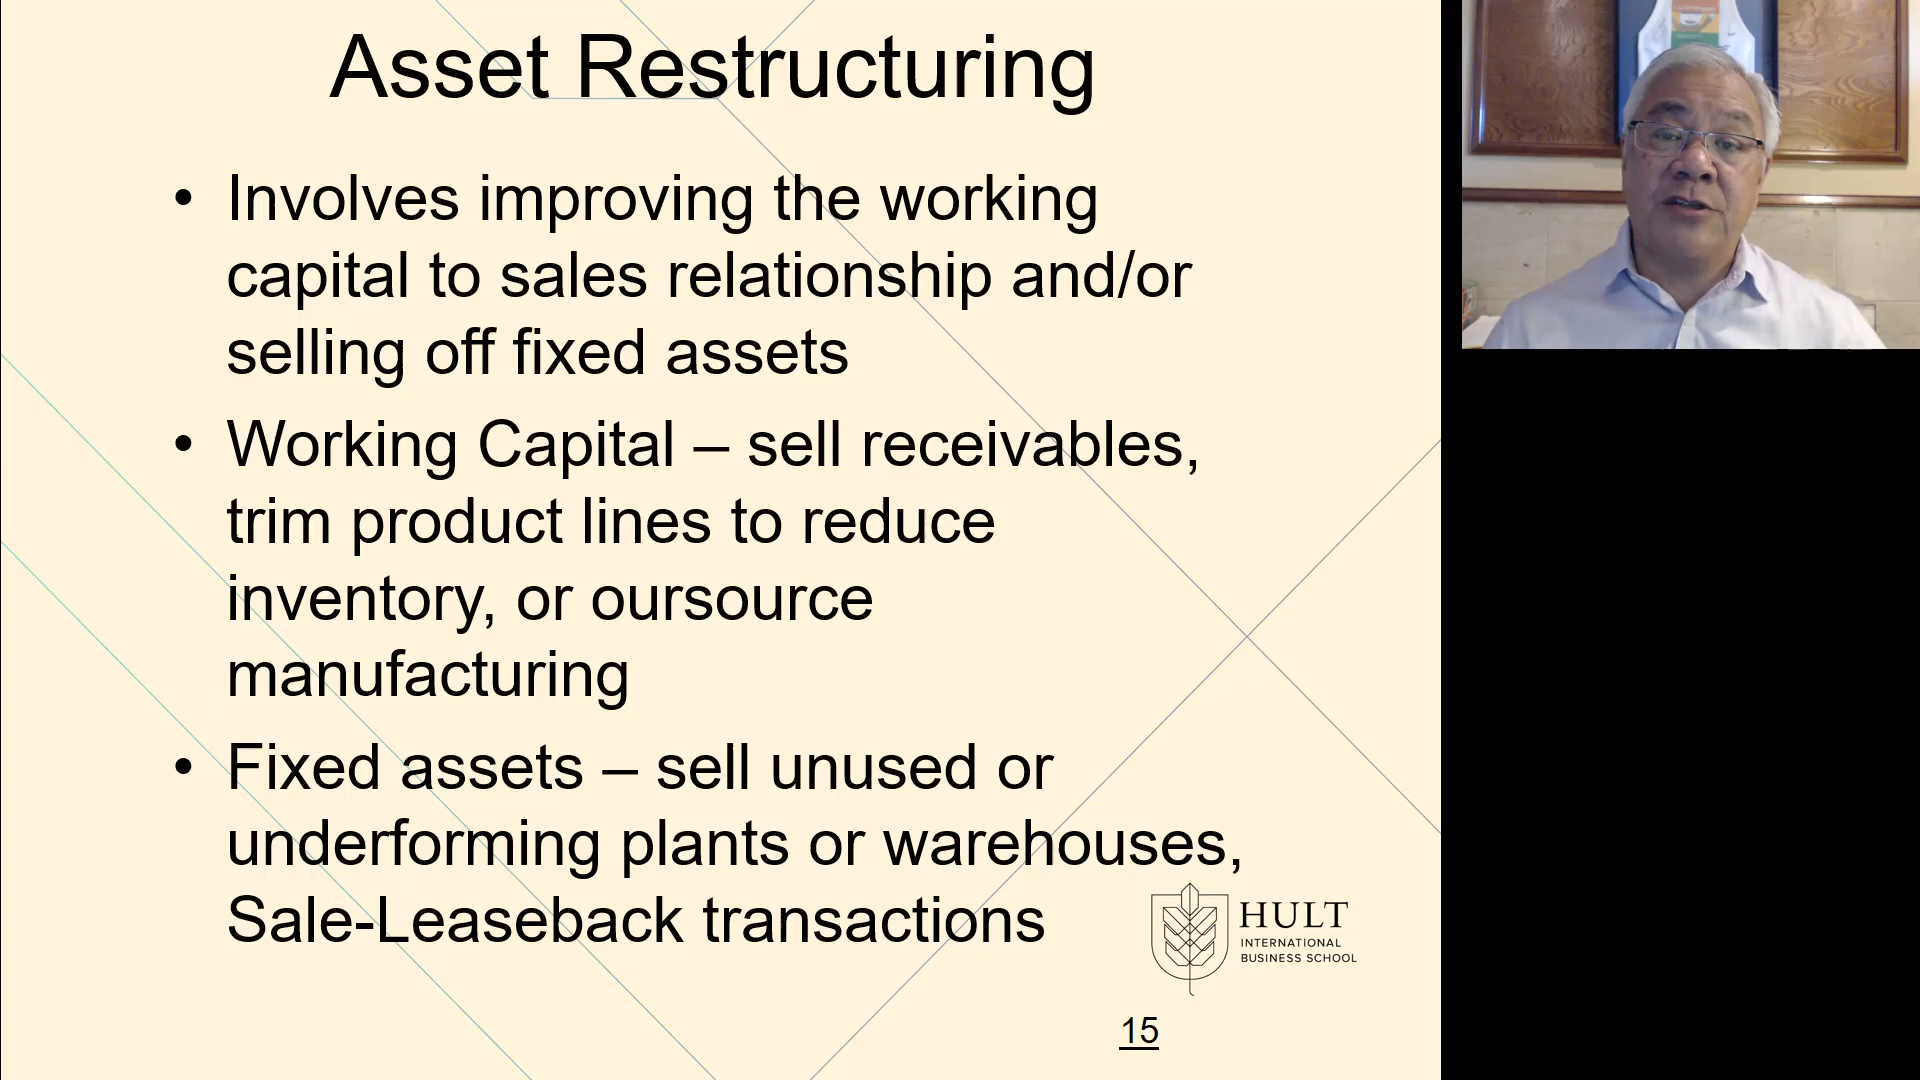 Asset Restructuring
• Involves improving the working
capital to sales relationship and/or
selling off fixed assets
• Working Capital – sell receivables,
trim product lines to reduce
inventory, or oursource
manufacturing
• Fixed assets – sell unused or
underforming plants or warehouses,
Sale-Leaseback transactions
HULT
INTERNATIONAL
BUSINESS SCHOOL
15